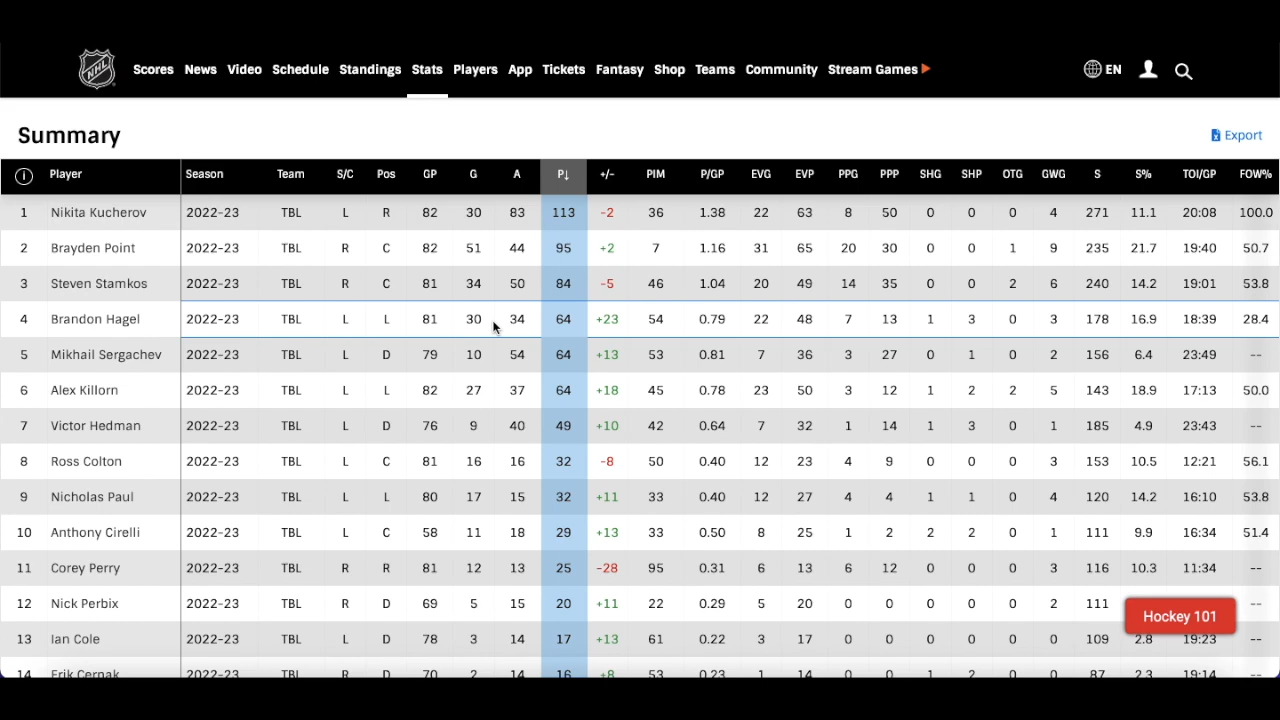 NHL Scores News Video Schedule Standings Stats Players App Tickets Fantasy Shop Teams Community Stream Games EN
Summary Export
i Player Season Team S/C Pos GP G A P↓ +/- PIM P/GP EVG EVP PPG PPP SHG SHP OTG GWG S S% TOI/GP FOW%
1 Nikita Kucherov 2022-23 TBL L R 82 30 83 113 -2 36 1.38 22 63 8 50 0 0 0 4 271 11.1 20:08 100.0
2 Brayden Point 2022-23 TBL R C 82 51 44 95 +2 7 1.16 31 65 20 30 0 0 1 9 235 21.7 19:40 50.7
3 Steven Stamkos 2022-23 TBL R C 81 34 50 84 -5 46 1.04 20 49 14 35 0 0 2 6 240 14.2 19:01 53.8
4 Brandon Hagel 2022-23 TBL L L 81 30 34 64 +23 54 0.79 22 48 7 13 1 3 0 3 178 16.9 18:39 28.4
5 Mikhail Sergachev 2022-23 TBL L D 79 10 54 64 +13 53 0.81 7 36 3 27 0 1 0 2 156 6.4 23:49 --
6 Alex Killorn 2022-23 TBL L L 82 27 37 64 +18 45 0.78 23 50 3 12 1 2 2 5 143 18.9 17:13 50.0
7 Victor Hedman 2022-23 TBL L D 76 9 40 49 +10 42 0.64 7 32 1 14 1 3 0 1 185 4.9 23:43 --
8 Ross Colton 2022-23 TBL L C 81 16 16 32 -8 50 0.40 12 23 4 9 0 0 0 3 153 10.5 12:21 56.1
9 Nicholas Paul 2022-23 TBL L L 80 17 15 32 +11 33 0.40 12 27 4 4 1 1 0 4 120 14.2 16:10 53.8
10 Anthony Cirelli 2022-23 TBL L C 58 11 18 29 +13 33 0.50 8 25 1 2 2 2 0 1 111 9.9 16:34 51.4
11 Corey Perry 2022-23 TBL R R 81 12 13 25 -28 95 0.31 6 13 6 12 0 0 0 3 116 10.3 11:34 --
12 Nick Perbix 2022-23 TBL R D 69 5 15 20 +11 22 0.29 5 20 0 0 0 0 0 2 111 --
Hockey 101
13 Ian Cole 2022-23 TBL L D 78 3 14 17 +13 61 0.22 3 17 0 0 0 0 0 0 109 2.8 19:23 --
14 Erik Cernak 2022-23 TBL R D 70 2 14 16 +8 53 0.23 1 14 0 0 1 2 0 0 87 2.3 19:14 --